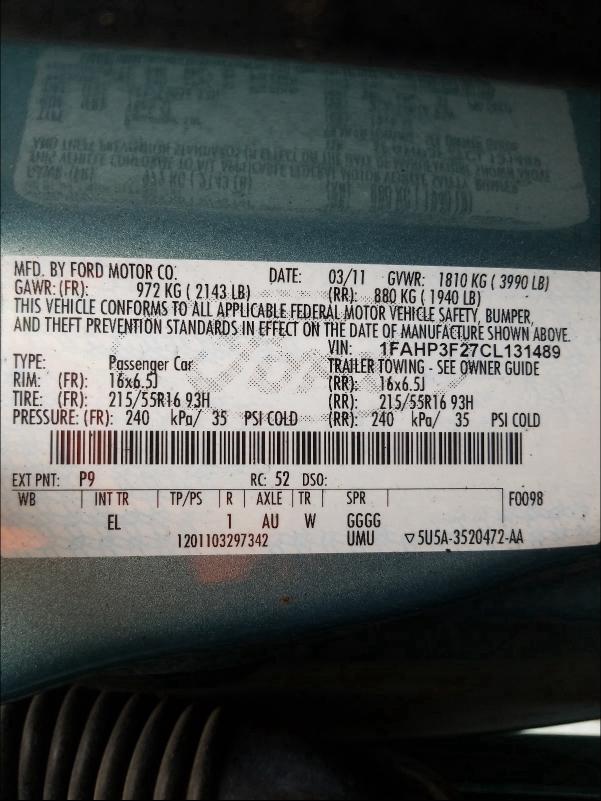 MFD. BY FORD MOTOR CO. DATE: 03/11 GVWR: 1810 KG ( 3990 LB)
GAWR: (FR): 972 KG ( 2143 LB) (RR): 880 KG ( 1940 LB)
THIS VEHICLE CONFORMS TO ALL APPLICABLE FEDERAL MOTOR VEHICLE SAFETY, BUMPER,
AND THEFT PREVENTION STANDARDS IN EFFECT ON THE DATE OF MANUFACTURE SHOWN ABOVE.
VIN: 1FAHP3F27CL131489
TYPE: Passenger Car TRAILER TOWING - SEE OWNER GUIDE
RIM: (FR): 16x6.5J (RR): 16x6.5J
TIRE: (FR): 215/55R16 93H (RR): 215/55R16 93H
PRESSURE: (FR): 240 kPa/ 35 PSI COLD (RR): 240 kPa/ 35 PSI COLD
EXT PNT: P9 RC: 52 DSO:
WB INT TR TP/PS R AXLE TR SPR F0098
EL 1 AU W GGGG
1201103297342 UMU ▽5U5A-3520472-AA